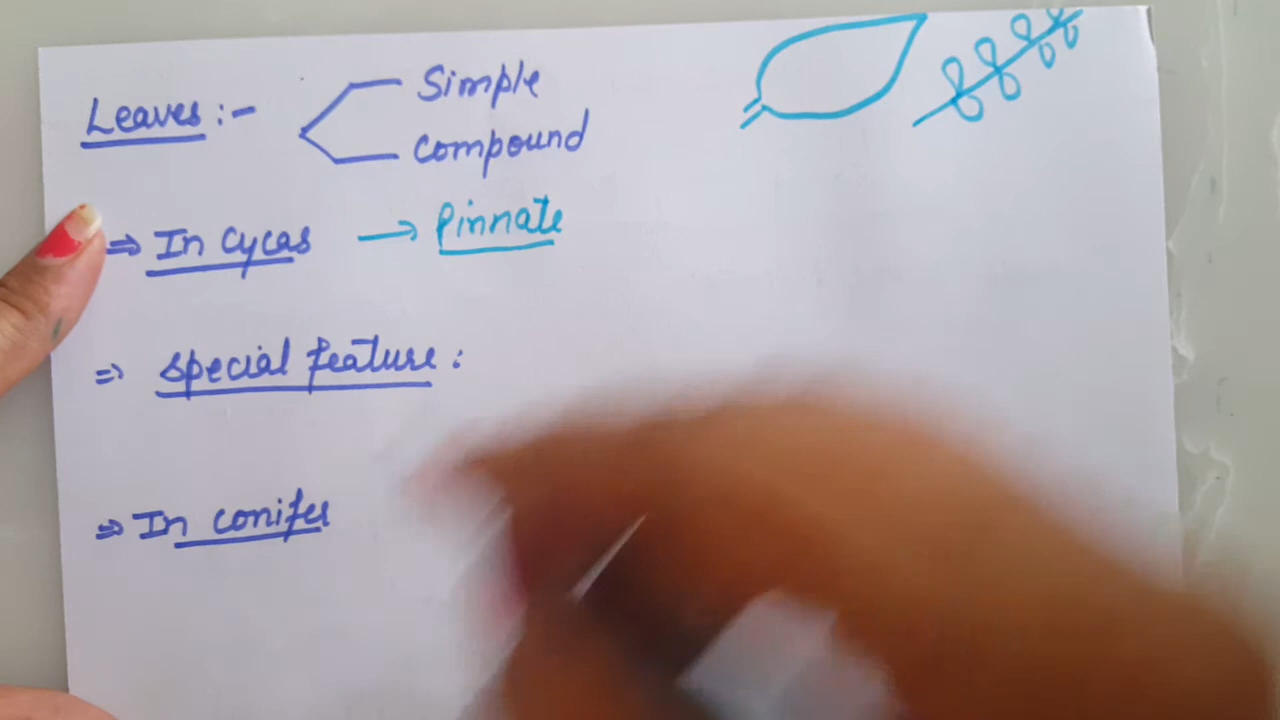 Leaves :- Simple
Compound
⇒ In Cycas → Pinnate
⇒ Special feature :
⇒ In conifer